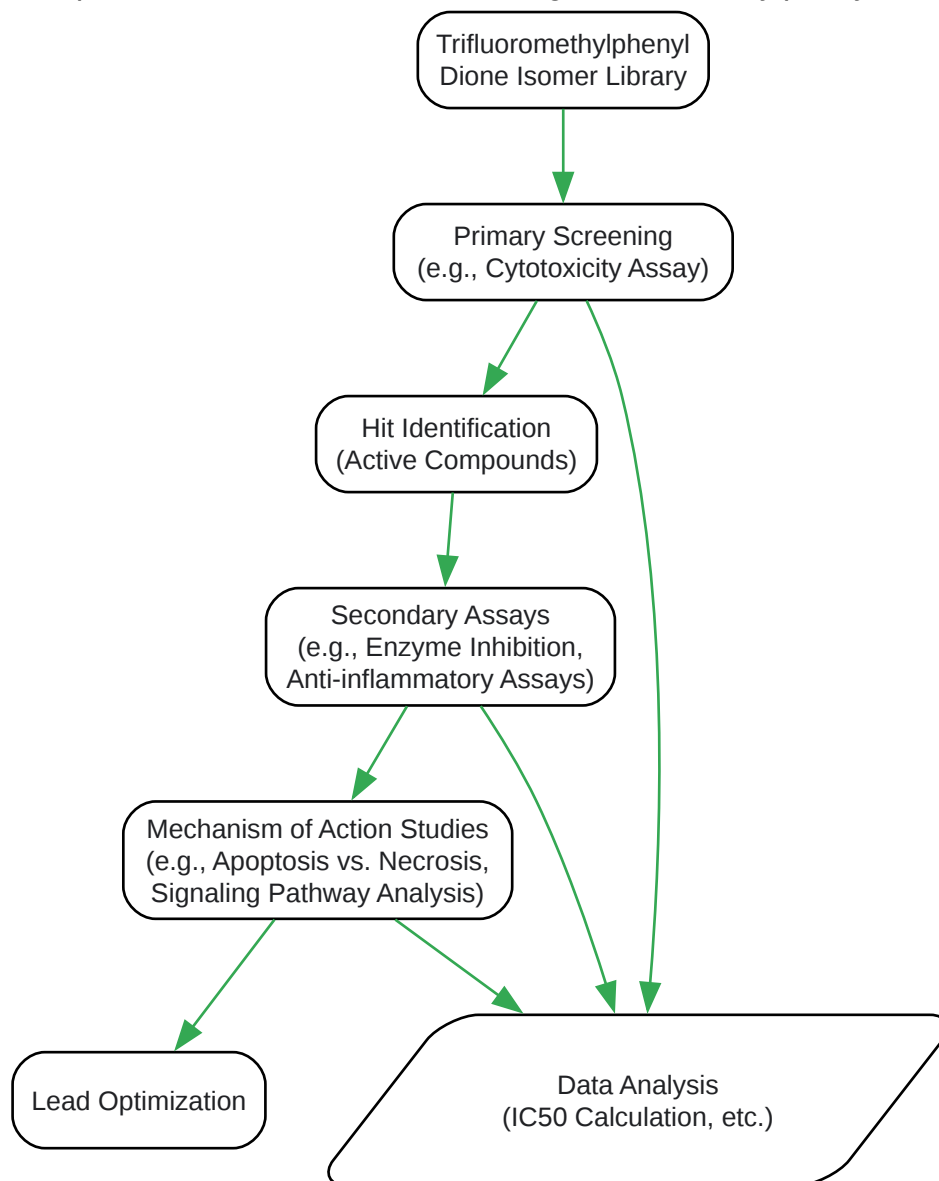 Trifluoromethylphenyl
Dione Isomer Library
Primary Screening
(e.g., Cytotoxicity Assay)
Hit Identification
(Active Compounds)
Secondary Assays
(e.g., Enzyme Inhibition,
Anti-inflammatory Assays)
Mechanism of Action Studies
(e.g., Apoptosis vs. Necrosis,
Signaling Pathway Analysis)
Lead Optimization
Data Analysis
(IC50 Calculation, etc.)